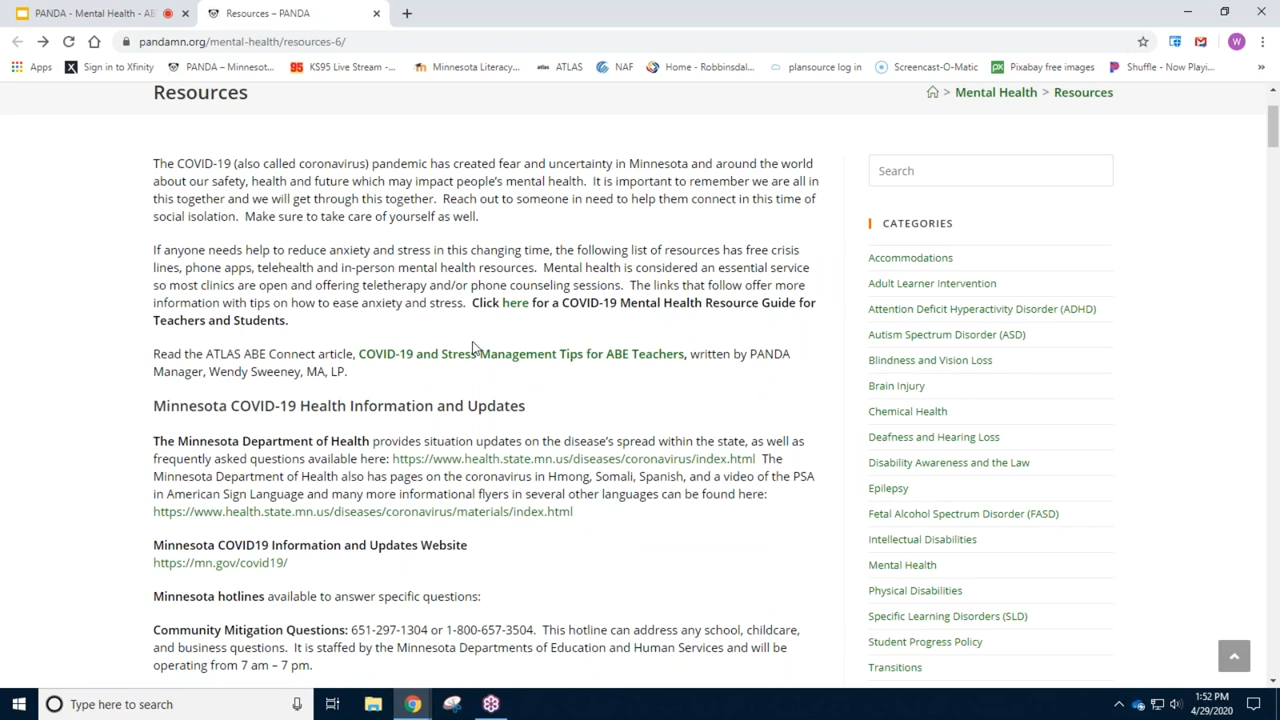 PANDA - Mental Health - AB
Resources – PANDA
pandamn.org/mental-health/resources-6/
W
Apps
Sign in to Xfinity
PANDA – Minnesot...
KS95 Live Stream -...
Minnesota Literacy...
ATLAS
NAF
Home - Robbinsdal...
plansource log in
Screencast-O-Matic
Pixabay free images
Shuffle - Now Playi...
»
Resources
> Mental Health > Resources
The COVID-19 (also called coronavirus) pandemic has created fear and uncertainty in Minnesota and around the world
about our safety, health and future which may impact people's mental health. It is important to remember we are all in
this together and we will get through this together. Reach out to someone in need to help them connect in this time of
social isolation. Make sure to take care of yourself as well.
If anyone needs help to reduce anxiety and stress in this changing time, the following list of resources has free crisis
lines, phone apps, telehealth and in-person mental health resources. Mental health is considered an essential service
so most clinics are open and offering teletherapy and/or phone counseling sessions. The links that follow offer more
information with tips on how to ease anxiety and stress. Click here for a COVID-19 Mental Health Resource Guide for
Teachers and Students.
Read the ATLAS ABE Connect article, COVID-19 and Stress Management Tips for ABE Teachers, written by PANDA
Manager, Wendy Sweeney, MA, LP.
Minnesota COVID-19 Health Information and Updates
The Minnesota Department of Health provides situation updates on the disease's spread within the state, as well as
frequently asked questions available here: https://www.health.state.mn.us/diseases/coronavirus/index.html The
Minnesota Department of Health also has pages on the coronavirus in Hmong, Somali, Spanish, and a video of the PSA
in American Sign Language and many more informational flyers in several other languages can be found here:
https://www.health.state.mn.us/diseases/coronavirus/materials/index.html
Minnesota COVID19 Information and Updates Website
https://mn.gov/covid19/
Minnesota hotlines available to answer specific questions:
Community Mitigation Questions: 651-297-1304 or 1-800-657-3504. This hotline can address any school, childcare,
and business questions. It is staffed by the Minnesota Departments of Education and Human Services and will be
operating from 7 am – 7 pm.
Search
CATEGORIES
Accommodations
Adult Learner Intervention
Attention Deficit Hyperactivity Disorder (ADHD)
Autism Spectrum Disorder (ASD)
Blindness and Vision Loss
Brain Injury
Chemical Health
Deafness and Hearing Loss
Disability Awareness and the Law
Epilepsy
Fetal Alcohol Spectrum Disorder (FASD)
Intellectual Disabilities
Mental Health
Physical Disabilities
Specific Learning Disorders (SLD)
Student Progress Policy
Transitions
Type here to search
1:52 PM
4/29/2020